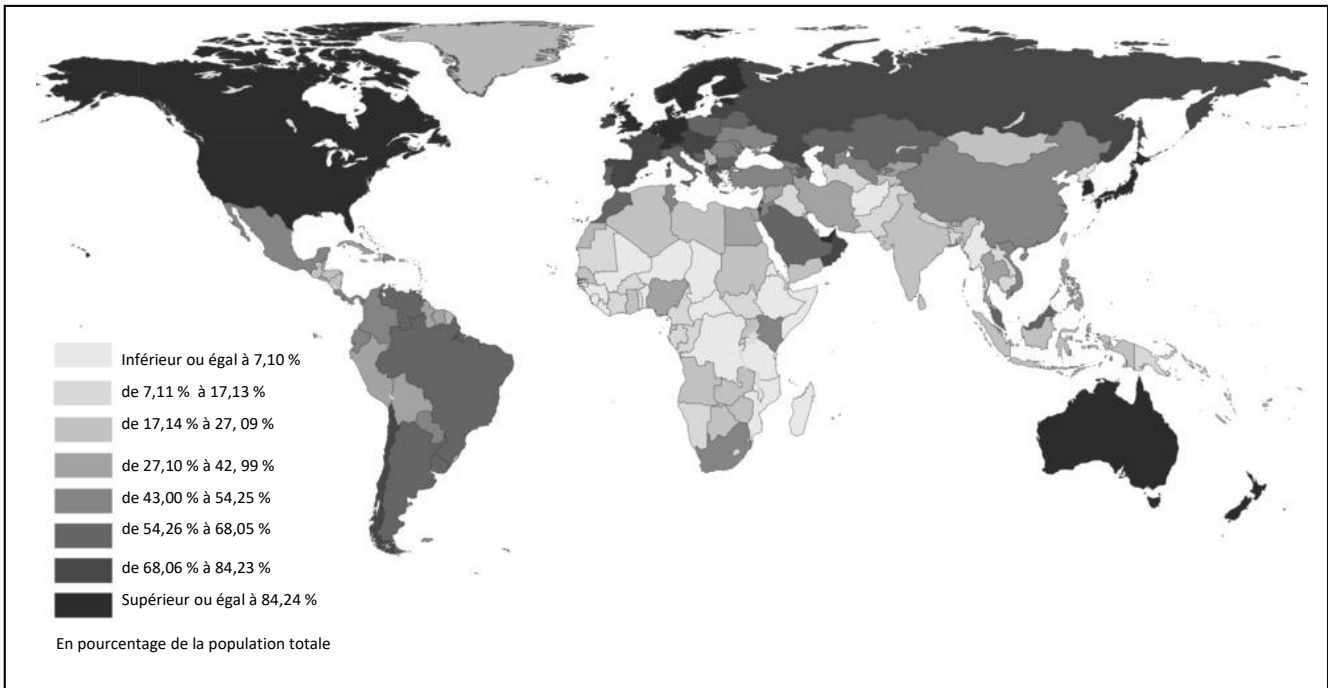 Inférieur ou égal à 7,10 %
de 7,11 % à 17,13 %
de 17,14 % à 27, 09 %
de 27,10 % à 42, 99 %
de 43,00 % à 54,25 %
de 54,26 % à 68,05 %
de 68,06 % à 84,23 %
Supérieur ou égal à 84,24 %
En pourcentage de la population totale